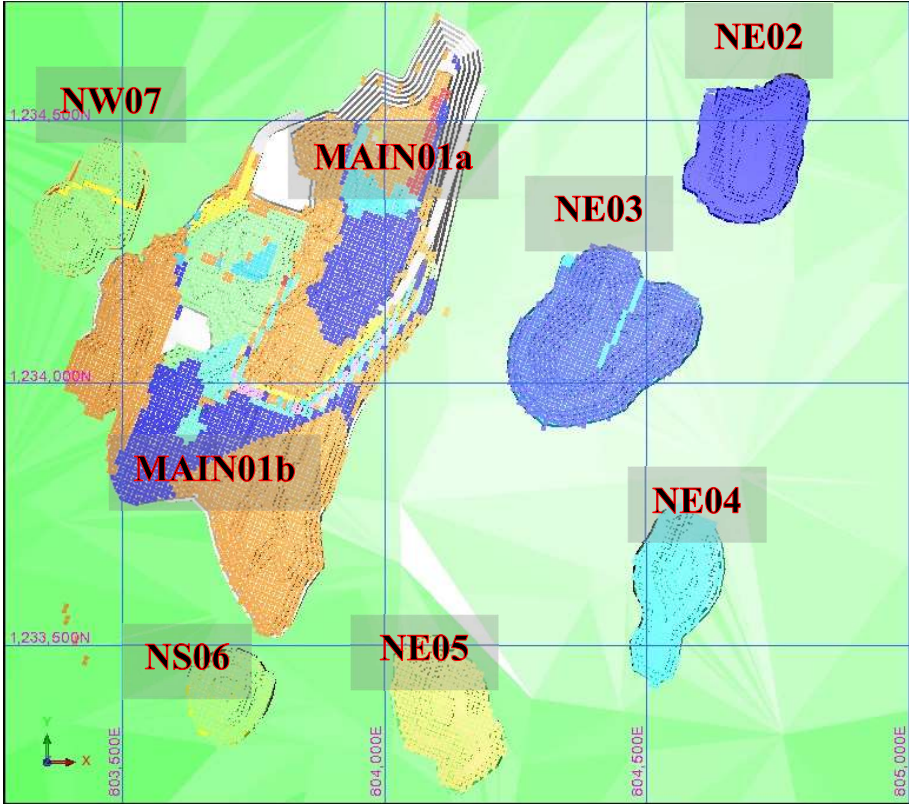 NE02
NW07
1,234,500N
MAIN01a
NE03
1,234,000N
MAIN01b
NE04
1,233,500N
NS06
NE05
Y
X
803,500E
804,000E
804,500E
805,000E